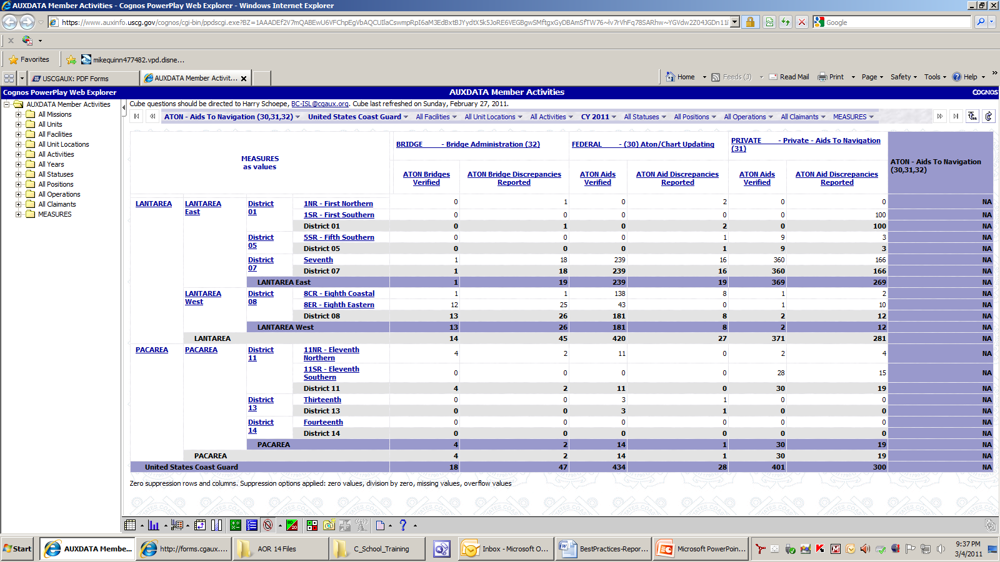 AUXDATA Member Activities - Cognos PowerPlay Web Explorer - Windows Internet Explorer
Google
Favorites mikequinn477482.vpd.disne...
USCGAUX: PDF Forms AUXDATA Member Activit... Home Feeds (J) Read Mail Print Page Safety Tools Help
Cognos PowerPlay Web Explorer AUXDATA Member Activities COGNOS
AUXDATA Member Activities
All Missions
All Units
All Facilities
All Unit Locations
All Activities
All Years
All Statuses
All Positions
All Operations
All Claimants
MEASURES
Cube questions should be directed to Harry Schoepe, BC-ISL@cgaux.org. Cube last refreshed on Sunday, February 27, 2011.
ATON - Aids To Navigation (30,31,32) United States Coast Guard All Facilities All Unit Locations All Activities CY 2011 All Statuses All Positions All Operations All Claimants MEASURES
MEASURES
as values
BRIDGE - Bridge Administration (32) FEDERAL - (30) Aton/Chart Updating PRIVATE - Private - Aids To Navigation
(31)
ATON - Aids To Navigation
(30,31,32)
ATON Bridges ATON Bridge Discrepancies ATON Aids ATON Aid Discrepancies ATON Aids ATON Aid Discrepancies
Verified Reported Verified Reported Verified Reported
LANTAREA LANTAREA East District 01 1NR - First Northern 0 1 0 2 0 0 NA
1SR - First Southern 0 0 0 0 0 100 NA
District 01 0 1 0 2 0 100 NA
District 05 5SR - Fifth Southern 0 0 0 1 9 3 NA
District 05 0 0 0 1 9 3 NA
District 07 Seventh 1 18 239 16 360 166 NA
District 07 1 18 239 16 360 166 NA
LANTAREA East 1 19 239 19 369 269 NA
LANTAREA West District 08 8CR - Eighth Coastal 1 1 138 8 1 2 NA
8ER - Eighth Eastern 12 25 43 0 1 10 NA
District 08 13 26 181 8 2 12 NA
LANTAREA West 13 26 181 8 2 12 NA
LANTAREA 14 45 420 27 371 281 NA
PACAREA PACAREA District 11 11NR - Eleventh Northern 4 2 11 0 2 4 NA
11SR - Eleventh Southern 0 0 0 0 28 15 NA
District 11 4 2 11 0 30 19 NA
District 13 Thirteenth 0 0 3 1 0 0 NA
District 13 0 0 3 1 0 0 NA
District 14 Fourteenth 0 0 0 0 0 0 NA
District 14 0 0 0 0 0 0 NA
PACAREA 4 2 14 1 30 19 NA
PACAREA 4 2 14 1 30 19 NA
United States Coast Guard 18 47 434 28 401 300 NA
Zero suppression rows and columns. Suppression options applied: zero values, division by zero, missing values, overflow values
Start AUXDATA Membe... http://forms.cgaux.... AOR 14 Files C_School_Training Inbox - Microsoft O... BestPractices-Repor... Microsoft PowerPoin... 9:37 PM
3/4/2011